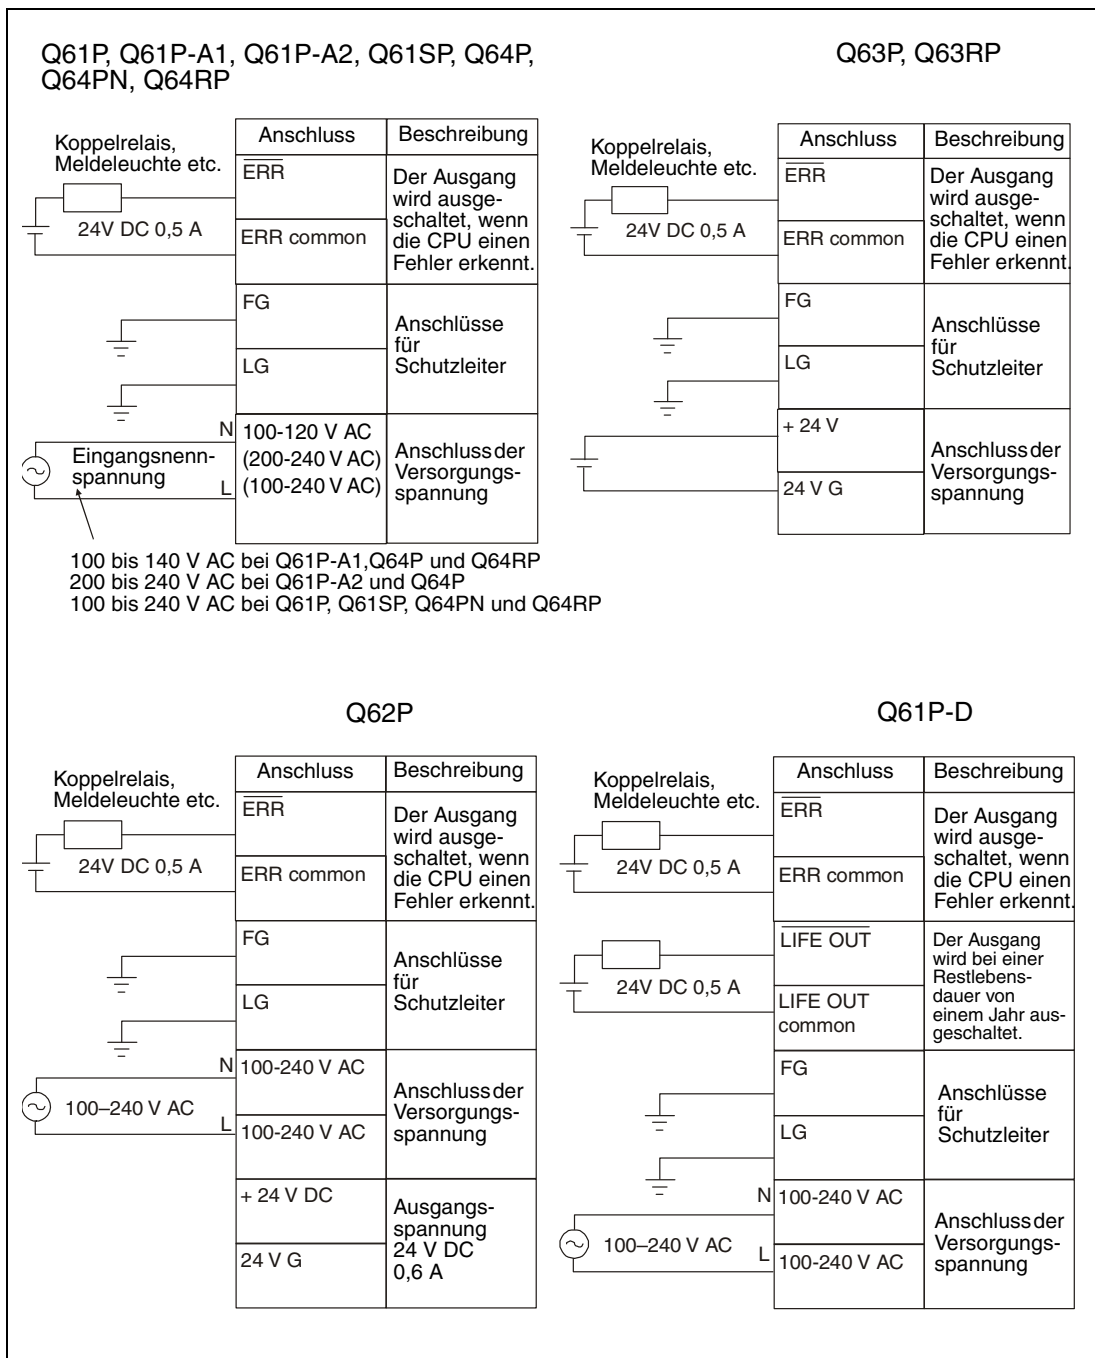 Q61P, Q61P-A1, Q61P-A2, Q61SP, Q64P,
Q64PN, Q64RP
Koppelrelais,
Meldeleuchte etc.
24V DC 0,5 A
Anschluss
Beschreibung
ERR
ERR common
Der Ausgang
wird ausge-
schaltet, wenn
die CPU einen
Fehler erkennt.
FG
LG
Anschlüsse
für
Schutzleiter
N
L
Eingangsnenn-
spannung
100-120 V AC
(200-240 V AC)
(100-240 V AC)
Anschluss der
Versorgungs-
spannung
100 bis 140 V AC bei Q61P-A1,Q64P und Q64RP
200 bis 240 V AC bei Q61P-A2 und Q64P
100 bis 240 V AC bei Q61P, Q61SP, Q64PN und Q64RP
Q63P, Q63RP
Koppelrelais,
Meldeleuchte etc.
24V DC 0,5 A
Anschluss
Beschreibung
ERR
ERR common
Der Ausgang
wird ausge-
schaltet, wenn
die CPU einen
Fehler erkennt.
FG
LG
Anschlüsse
für
Schutzleiter
+ 24 V
24 V G
Anschluss der
Versorgungs-
spannung
Q62P
Koppelrelais,
Meldeleuchte etc.
24V DC 0,5 A
Anschluss
Beschreibung
ERR
ERR common
Der Ausgang
wird ausge-
schaltet, wenn
die CPU einen
Fehler erkennt.
FG
LG
Anschlüsse
für
Schutzleiter
N
100–240 V AC
L
100-240 V AC
100-240 V AC
Anschluss der
Versorgungs-
spannung
+ 24 V DC
24 V G
Ausgangs-
spannung
24 V DC
0,6 A
Q61P-D
Koppelrelais,
Meldeleuchte etc.
24V DC 0,5 A
Anschluss
Beschreibung
ERR
ERR common
Der Ausgang
wird ausge-
schaltet, wenn
die CPU einen
Fehler erkennt.
24V DC 0,5 A
LIFE OUT
LIFE OUT
common
Der Ausgang
wird bei einer
Restlebens-
dauer von
einem Jahr aus-
geschaltet.
FG
LG
Anschlüsse
für
Schutzleiter
N
100–240 V AC
L
100-240 V AC
100-240 V AC
Anschluss der
Versorgungs-
spannung